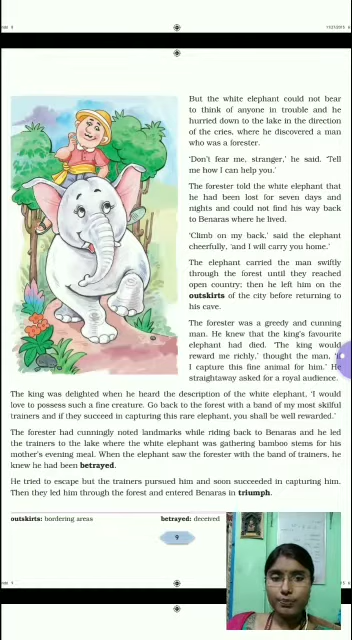 But the white elephant could not bear
to think of anyone in trouble and he
hurried down to the lake in the direction
of the cries, where he discovered a man
who was a forester.
'Don't fear me, stranger,' he said. 'Tell
me how I can help you.'
The forester told the white elephant that
he had been lost for seven days and
nights and could not find his way back
to Benaras where he lived.
'Climb on my back,' said the elephant
cheerfully, 'and I will carry you home.'
The elephant carried the man swiftly
through the forest until they reached
open country; then he left him on the
outskirts of the city before returning to
his cave.
The forester was a greedy and cunning
man. He knew that the king's favourite
elephant had died. 'The king would
reward me richly,' thought the man, 'if
I capture this fine animal for him.' He
straightaway asked for a royal audience.
The king was delighted when he heard the description of the white elephant. 'I would
love to possess such a fine creature. Go back to the forest with a band of my most skilful
trainers and if they succeed in capturing this rare elephant, you shall be well rewarded.'
The forester had cunningly noted landmarks while riding back to Benaras and he led
the trainers to the lake where the white elephant was gathering bamboo stems for his
mother's evening meal. When the elephant saw the forester with the band of trainers, he
knew he had been betrayed.
He tried to escape but the trainers pursued him and soon succeeded in capturing him.
Then they led him through the forest and entered Benaras in triumph.
outskirts: bordering areas betrayed: deceived
9